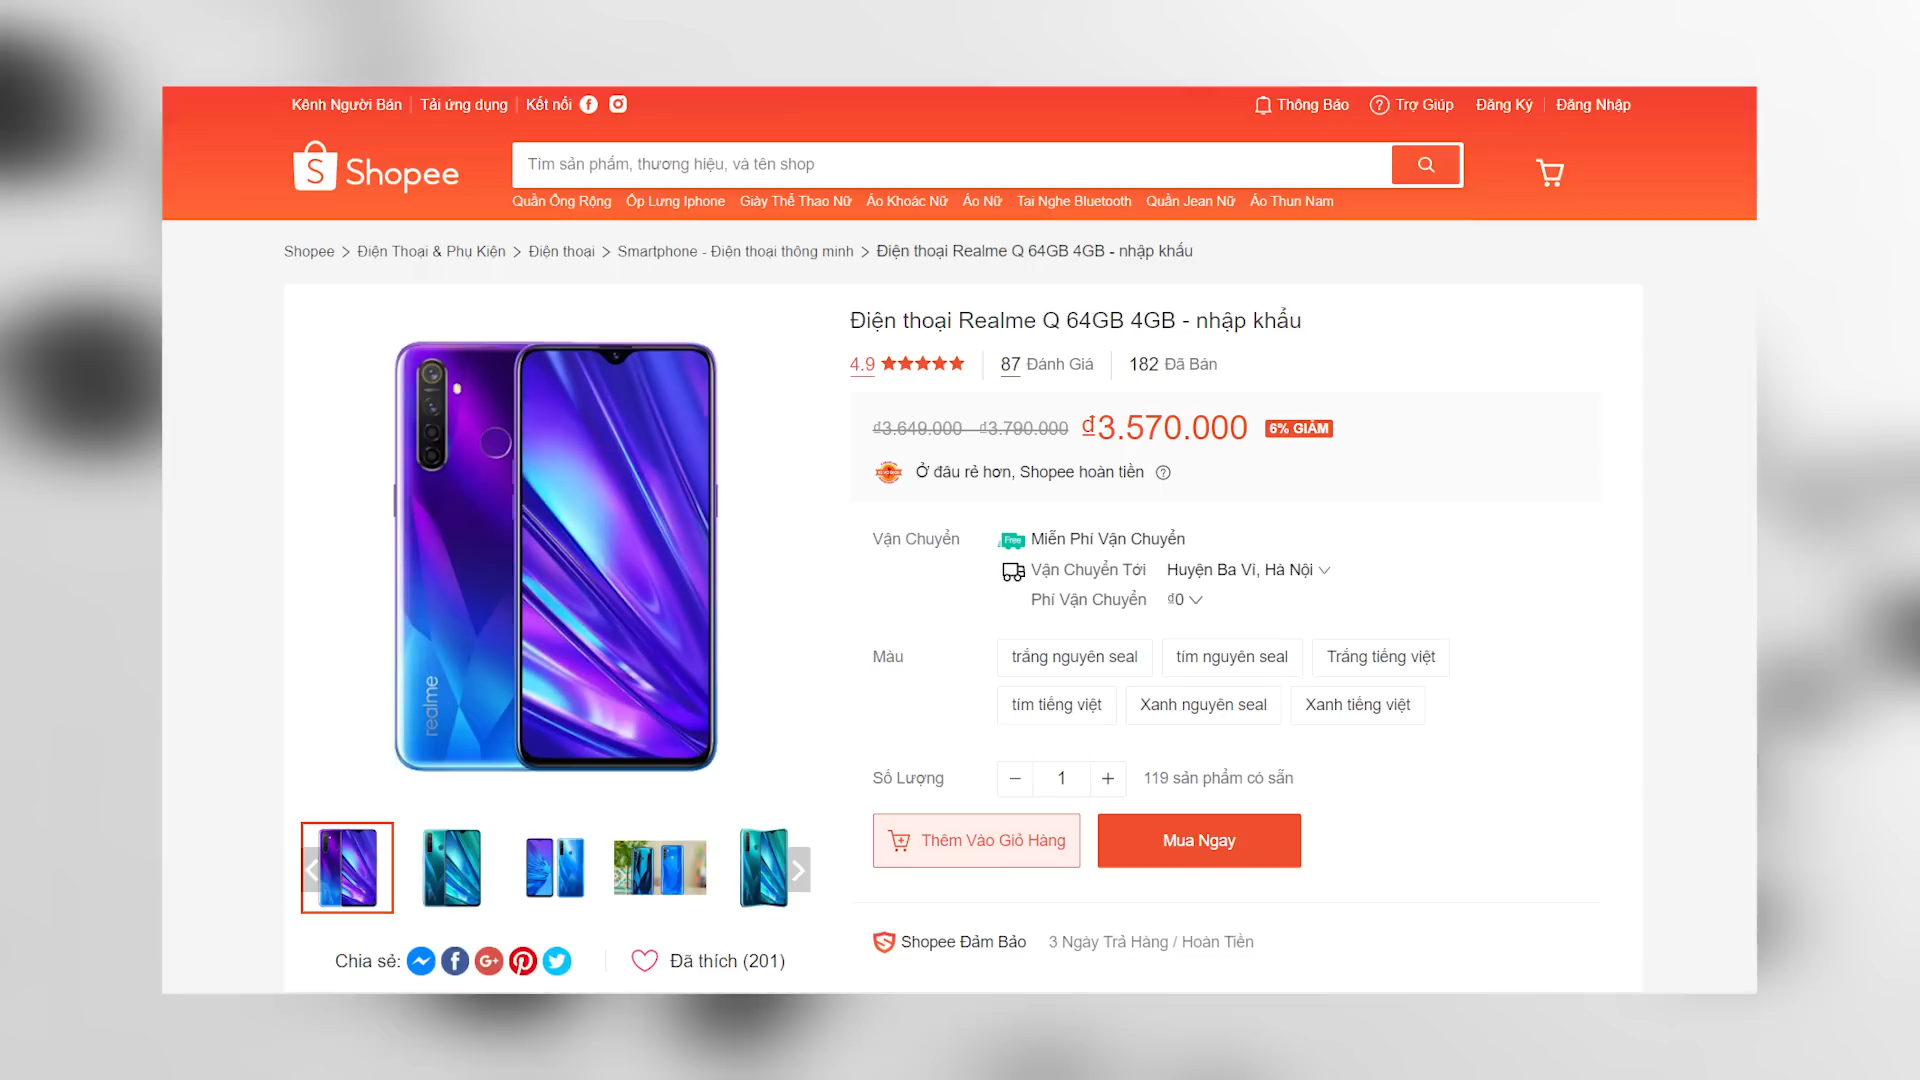 Kênh Người Bán | Tải ứng dụng | Kết nối
Thông Báo Trợ Giúp Đăng Ký | Đăng Nhập
Shopee
Tìm sản phẩm, thương hiệu, và tên shop
Quần Ống Rộng Ốp Lưng Iphone Giày Thể Thao Nữ Áo Khoác Nữ Áo Nữ Tai Nghe Bluetooth Quần Jean Nữ Áo Thun Nam
Shopee > Điện Thoại & Phụ Kiện > Điện thoại > Smartphone - Điện thoại thông minh > Điện thoại Realme Q 64GB 4GB - nhập khẩu
Điện thoại Realme Q 64GB 4GB - nhập khẩu
4.9 87 Đánh Giá 182 Đã Bán
₫3.649.000 - ₫3.790.000 ₫3.570.000 6% GIẢM
Ở đâu rẻ hơn, Shopee hoàn tiền
Vận Chuyển Free Miễn Phí Vận Chuyển
Vận Chuyển Tới Huyện Ba Vì, Hà Nội
Phí Vận Chuyển ₫0
Màu trắng nguyên seal tím nguyên seal Trắng tiếng việt
tím tiếng việt Xanh nguyên seal Xanh tiếng việt
Số Lượng - 1 + 119 sản phẩm có sẵn
Thêm Vào Giỏ Hàng Mua Ngay
Shopee Đảm Bảo 3 Ngày Trả Hàng / Hoàn Tiền
realme
Chia sẻ: Đã thích (201)